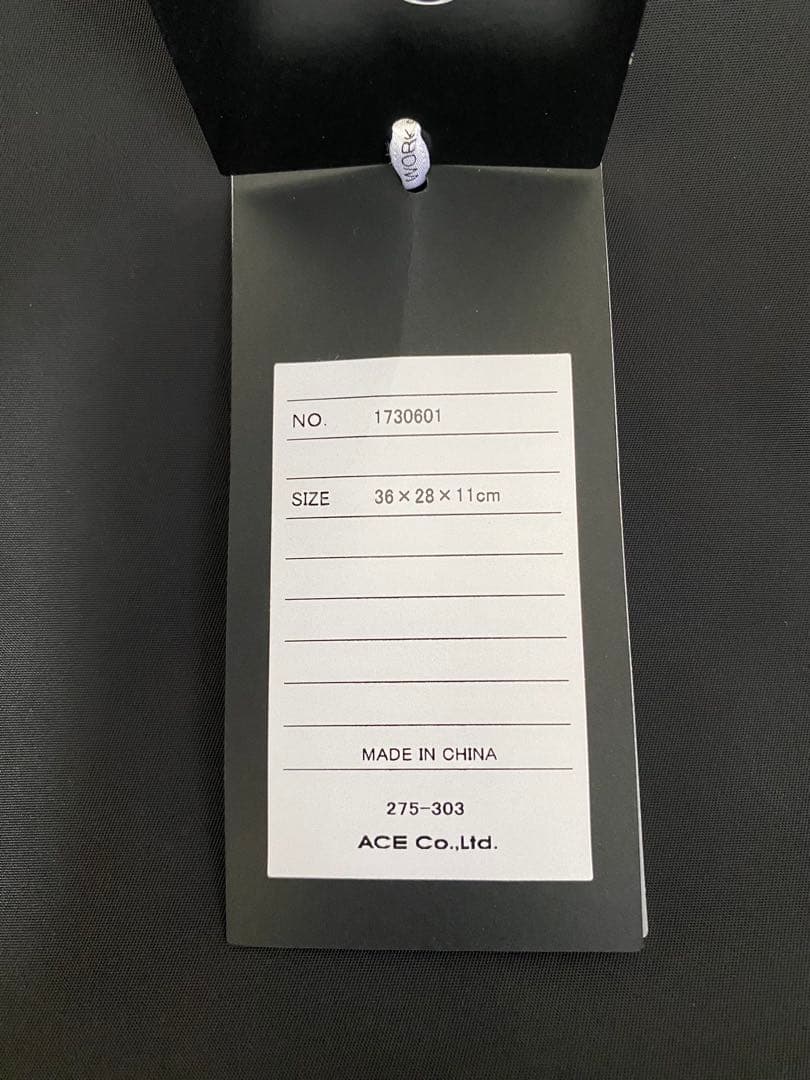 WORK
NO. 1730601
SIZE 36×28×11cm
MADE IN CHINA
275-303
ACE Co.,Ltd.